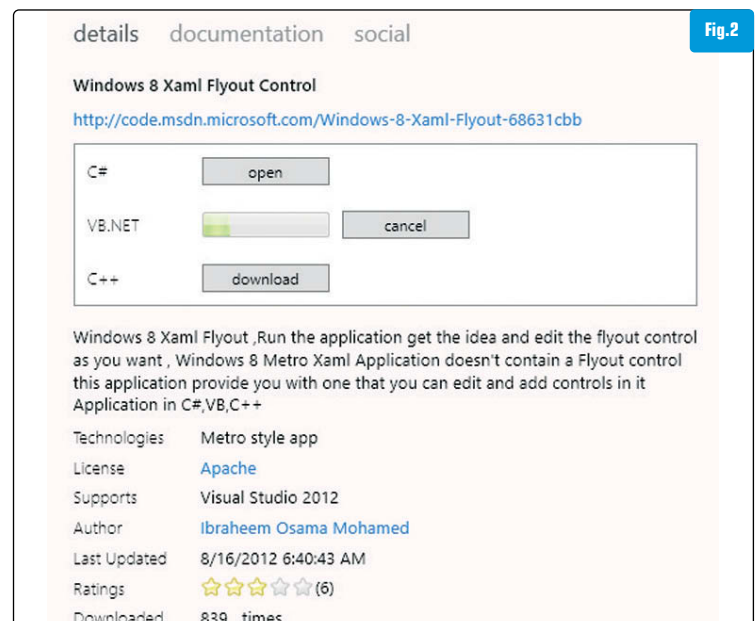 details documentation social
Fig.2
Windows 8 Xaml Flyout Control
http://code.msdn.microsoft.com/Windows-8-Xaml-Flyout-68631cbb
C# open
VB.NET cancel
C++ download
Windows 8 Xaml Flyout ,Run the application get the idea and edit the flyout control
as you want , Windows 8 Metro Xaml Application doesn't contain a Flyout control
this application provide you with one that you can edit and add controls in it
Application in C#,VB,C++
Technologies Metro style app
License Apache
Supports Visual Studio 2012
Author Ibraheem Osama Mohamed
Last Updated 8/16/2012 6:40:43 AM
Ratings (6)
Downloaded 839 times